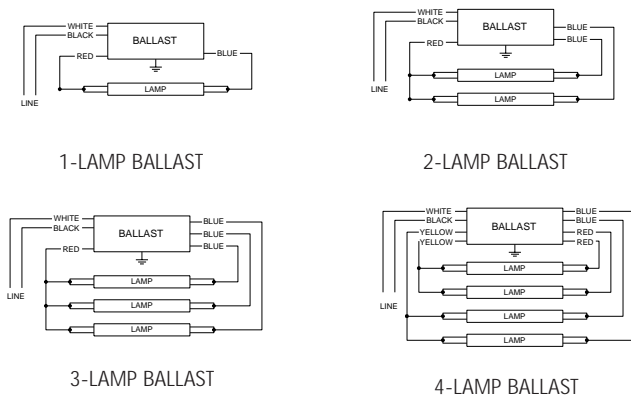 WHITE
BLACK
BALLAST
RED
BLUE
LAMP
LINE
1-LAMP BALLAST
WHITE
BLACK
BALLAST
BLUE
BLUE
RED
LAMP
LAMP
LINE
2-LAMP BALLAST
WHITE
BLACK
BALLAST
RED
BLUE
BLUE
BLUE
LAMP
LAMP
LAMP
LINE
3-LAMP BALLAST
WHITE
BLACK
YELLOW
YELLOW
BALLAST
BLUE
BLUE
RED
RED
LAMP
LAMP
LAMP
LAMP
LINE
4-LAMP BALLAST